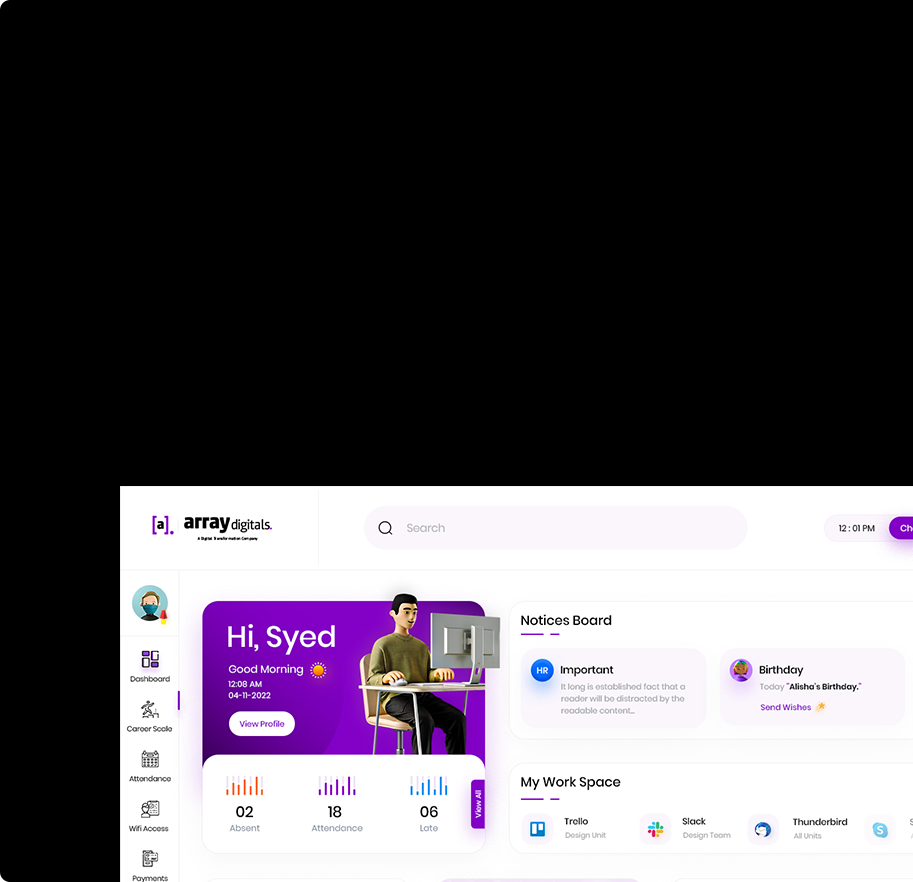 [a]. array digitals.
A Digital Transformation Company
Search
12 : 01 PM
Ch
Dashboard
Career Scale
Attendance
Wifi Access
Payments
Hi, Syed
Good Morning
12:08 AM
04-11-2022
View Profile
02
Absent
18
Attendance
06
Late
View All
Notices Board
HR
Important
It long is established fact that a
reader will be distracted by the
readable content...
Birthday
Today "Alisha's Birthday."
Send Wishes
My Work Space
Trello
Design Unit
Slack
Design Team
Thunderbird
All Units
S